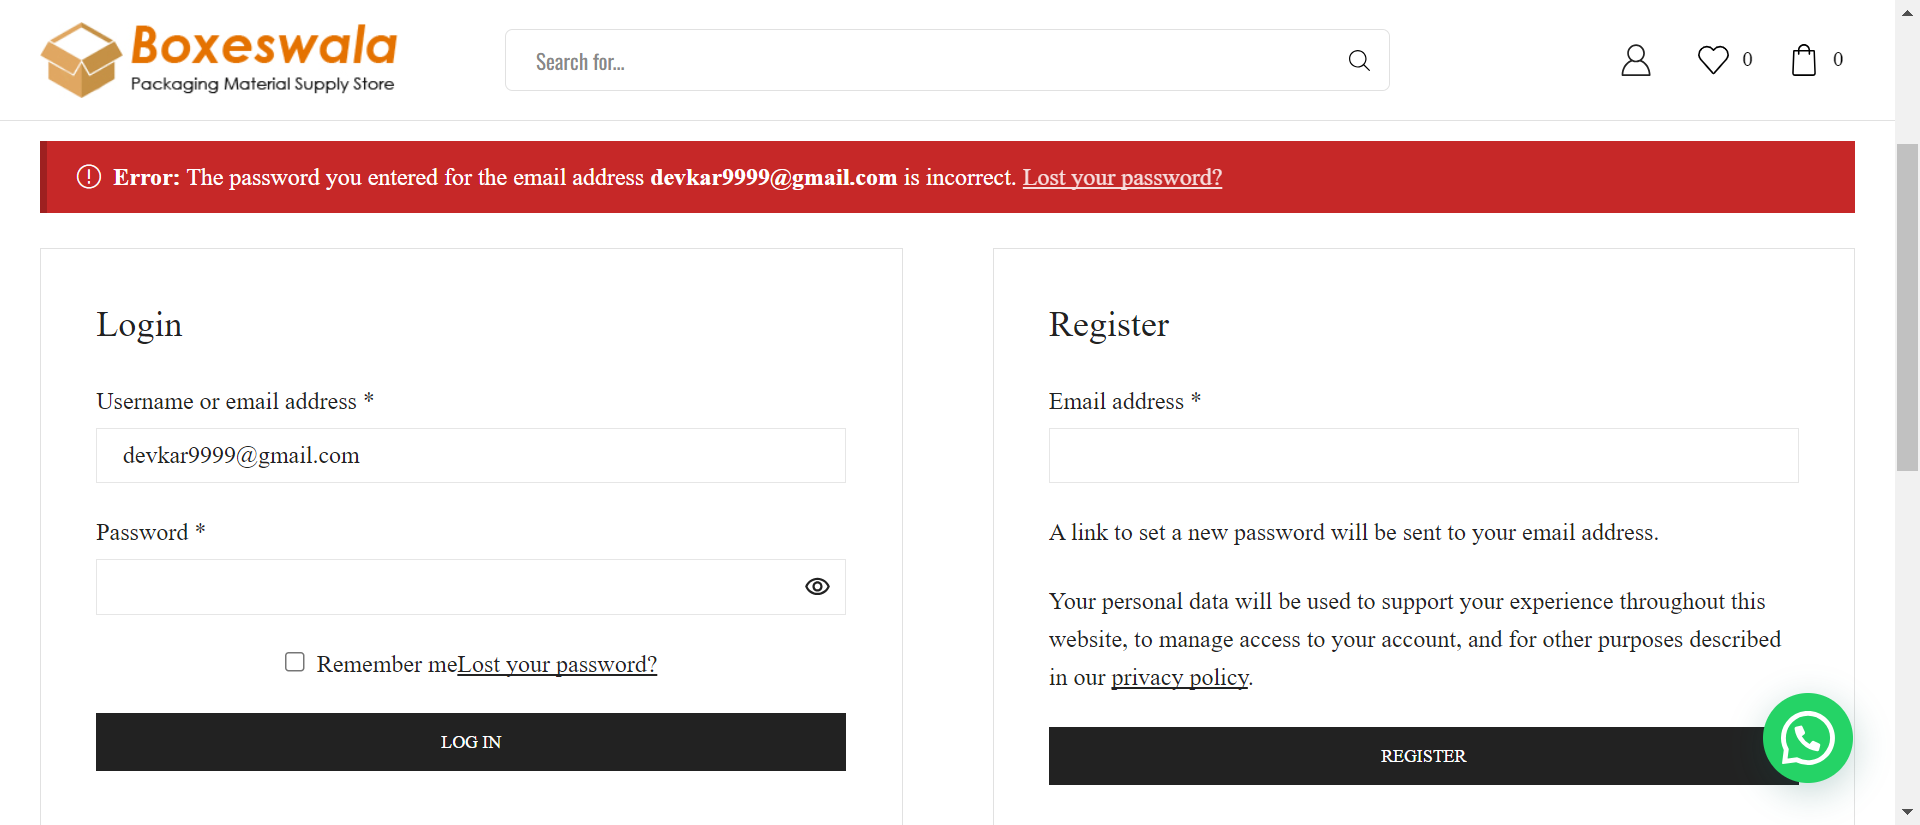 Boxeswala
Packaging Material Supply Store
Search for...
0
0
Error: The password you entered for the email address devkar9999@gmail.com is incorrect. Lost your password?
Login
Username or email address *
devkar9999@gmail.com
Password *
Remember meLost your password?
LOG IN
Register
Email address *
A link to set a new password will be sent to your email address.
Your personal data will be used to support your experience throughout this
website, to manage access to your account, and for other purposes described
in our privacy policy.
REGISTER